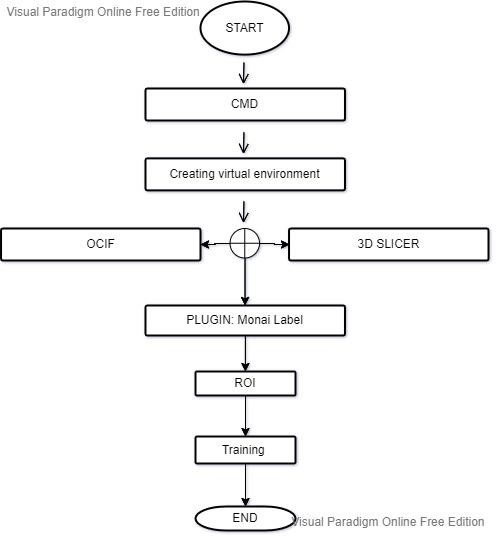 Visual Paradigm Online Free Edition
START
CMD
Creating virtual environment
OCIF
3D SLICER
PLUGIN: Monai Label
ROI
Training
END
Visual Paradigm Online Free Edition